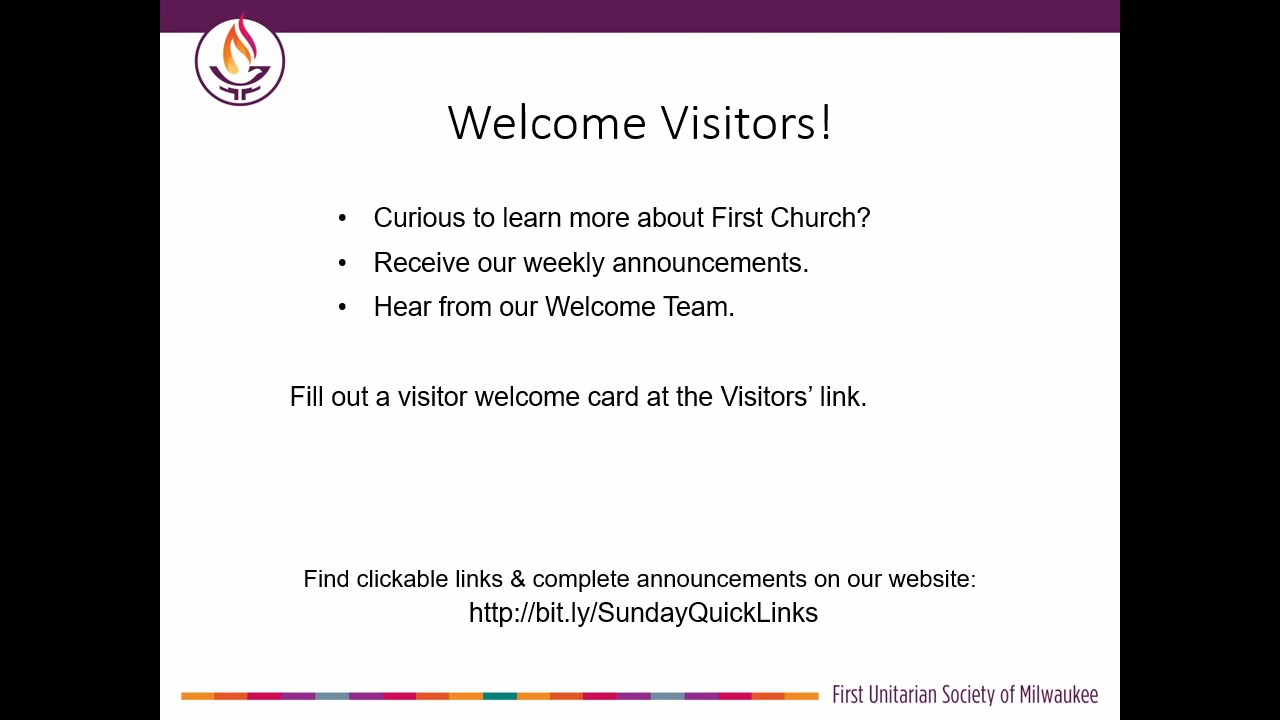 Welcome Visitors!
• Curious to learn more about First Church?
• Receive our weekly announcements.
• Hear from our Welcome Team.
Fill out a visitor welcome card at the Visitors’ link.
Find clickable links & complete announcements on our website:
http://bit.ly/SundayQuickLinks
First Unitarian Society of Milwaukee